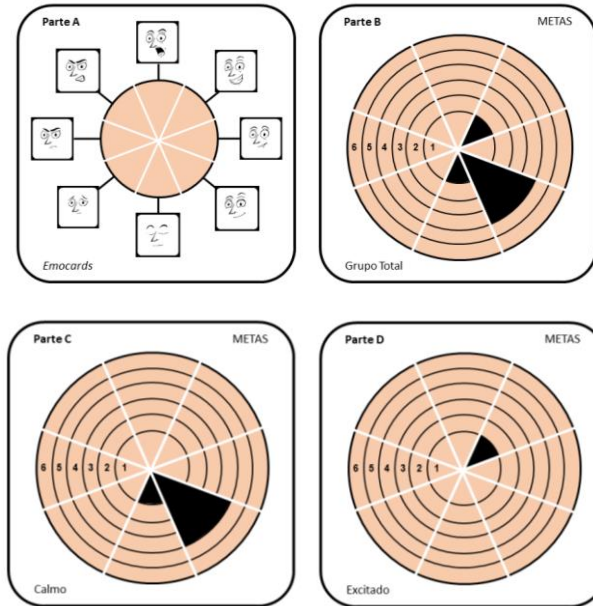 Parte A
Emocards
Parte B METAS
6 5 4 3 2 1
Grupo Total
Parte C METAS
6 5 4 3 2 1
Calmo
Parte D METAS
6 5 4 3 2 1
Excitado